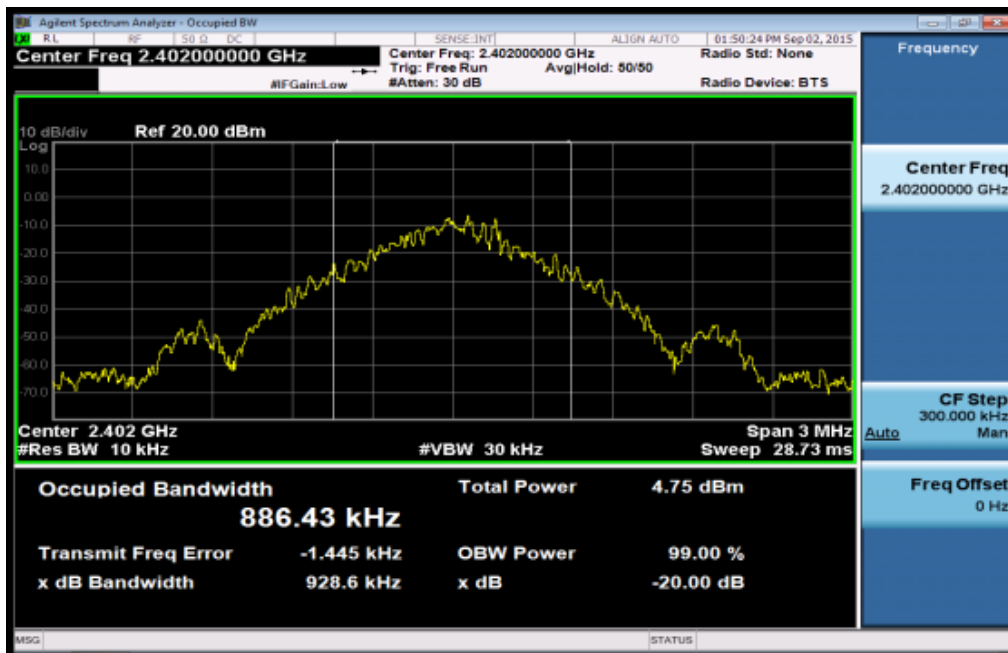 Agilent Spectrum Analyzer - Occupied BW
RL RF 50 Ω DC SENSE:INT ALIGN AUTO 01:50:24 PM Sep 02, 2015
Center Freq 2.402000000 GHz
Center Freq: 2.402000000 GHz Radio Std: None
Trig: Free Run Avg|Hold: 50/50
#IFGain:Low #Atten: 30 dB Radio Device: BTS
10 dB/div Ref 20.00 dBm
Log
10.0
0.00
-10.0
-20.0
-30.0
-40.0
-50.0
-60.0
-70.0
Center 2.402 GHz Span 3 MHz
#Res BW 10 kHz #VBW 30 kHz Sweep 28.73 ms
Occupied Bandwidth Total Power 4.75 dBm
886.43 kHz
Transmit Freq Error -1.445 kHz OBW Power 99.00 %
x dB Bandwidth 928.6 kHz x dB -20.00 dB
MSG STATUS
Frequency
Center Freq
2.402000000 GHz
CF Step
300.000 kHz
Auto Man
Freq Offset
0 Hz